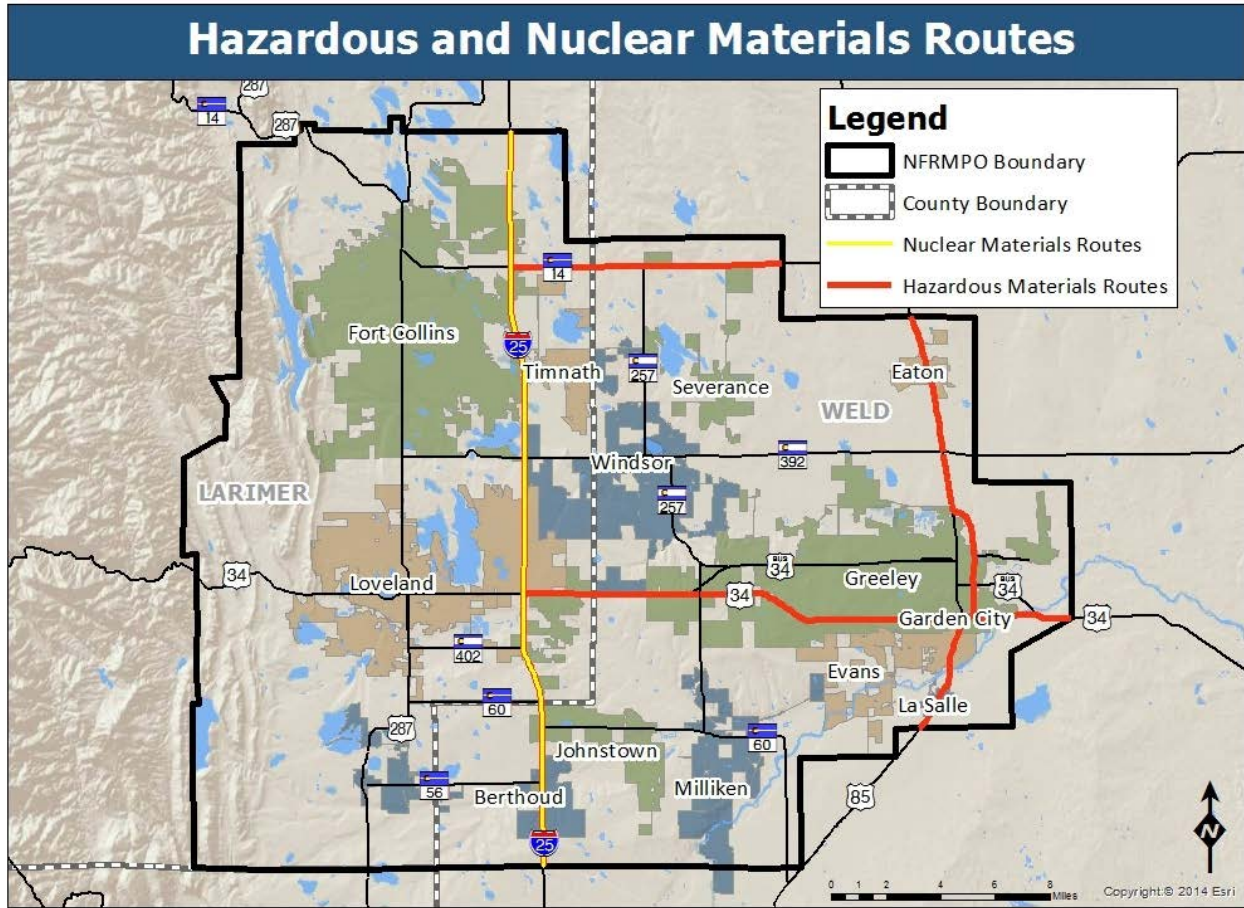 Hazardous and Nuclear Materials Routes
Legend
NFRMPO Boundary
County Boundary
Nuclear Materials Routes
Hazardous Materials Routes
287
14
287
14
25
Fort Collins
Timnath
257
Severance
Eaton
WELD
392
Windsor
LARIMER
257
34
Loveland
BUS
34
Greeley
BUS
34
34
Garden City
34
402
Evans
60
La Salle
287
Johnstown
60
56
Berthoud
Milliken
85
25
N
0 2 4 6 8
Miles
Copyright:© 2014 Esri